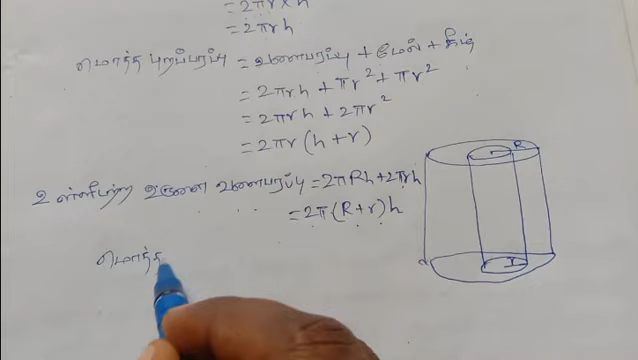 = 2πr × h
= 2πrh
மொத்த புறப்பரப்பு = வளைபரப்பு + மேல் + கீழ்
= 2πrh + πr² + πr²
= 2πrh + 2πr²
= 2πr (h + r)
R
உள்ளீடற்ற உருளை வளைபரப்பு = 2πRh + 2πrh
= 2π (R + r) h
மொத்த
r